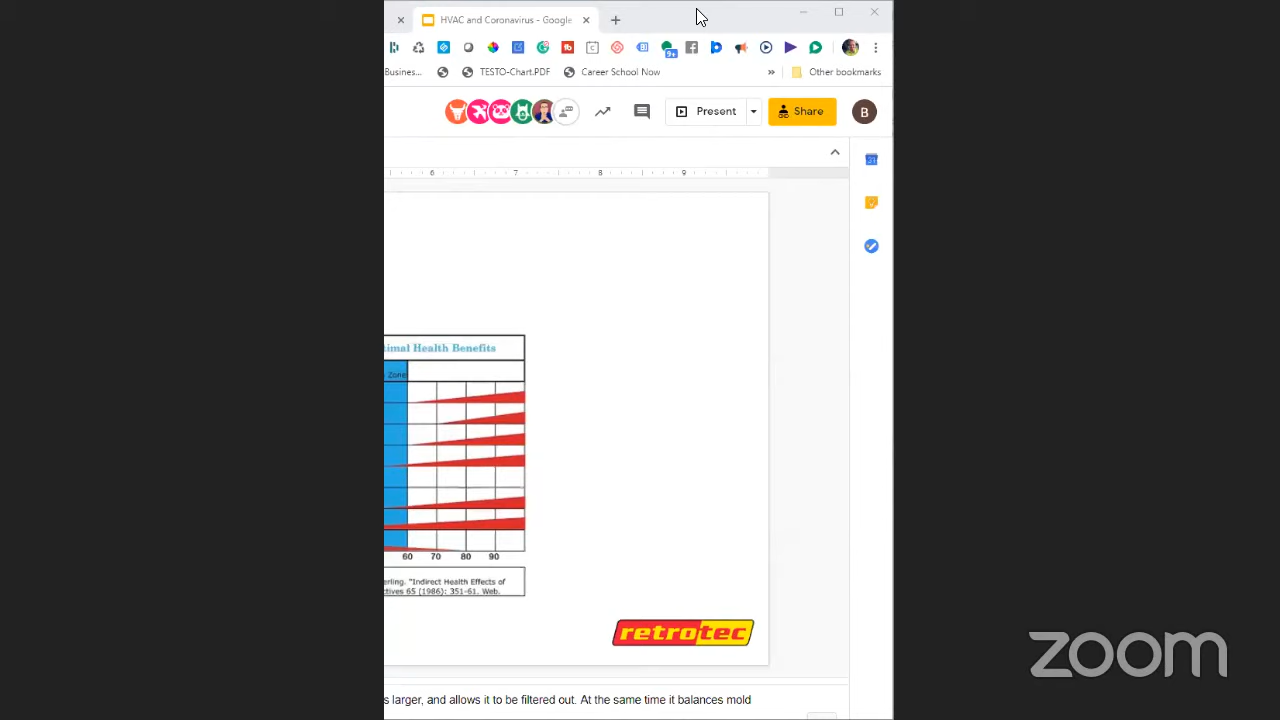 HVAC and Coronavirus - Google
9+
Busines...
TESTO-Chart.PDF
Career School Now
»
Other bookmarks
Present
Share
B
6 7 8 9
timal Health Benefits
Zone
60 70 80 90
erling. "Indirect Health Effects of
ctives 65 (1986): 351-61. Web.
retrotec
s larger, and allows it to be filtered out. At the same time it balances mold
zoom